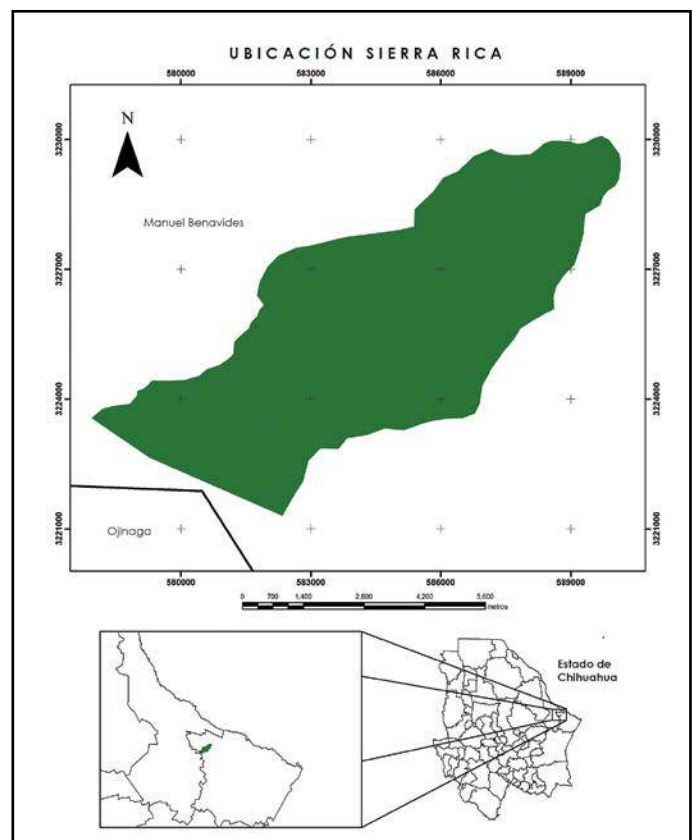 UBICACIÓN SIERRA RICA
580000 583000 586000 589000
N
3230000 3230000
Manuel Benavides
3227000 3227000
3224000 3224000
Ojinaga
3221000 3221000
580000 583000 586000 589000
0 700 1,400 2,800 4,200 5,600
metros
Estado de
Chihuahua